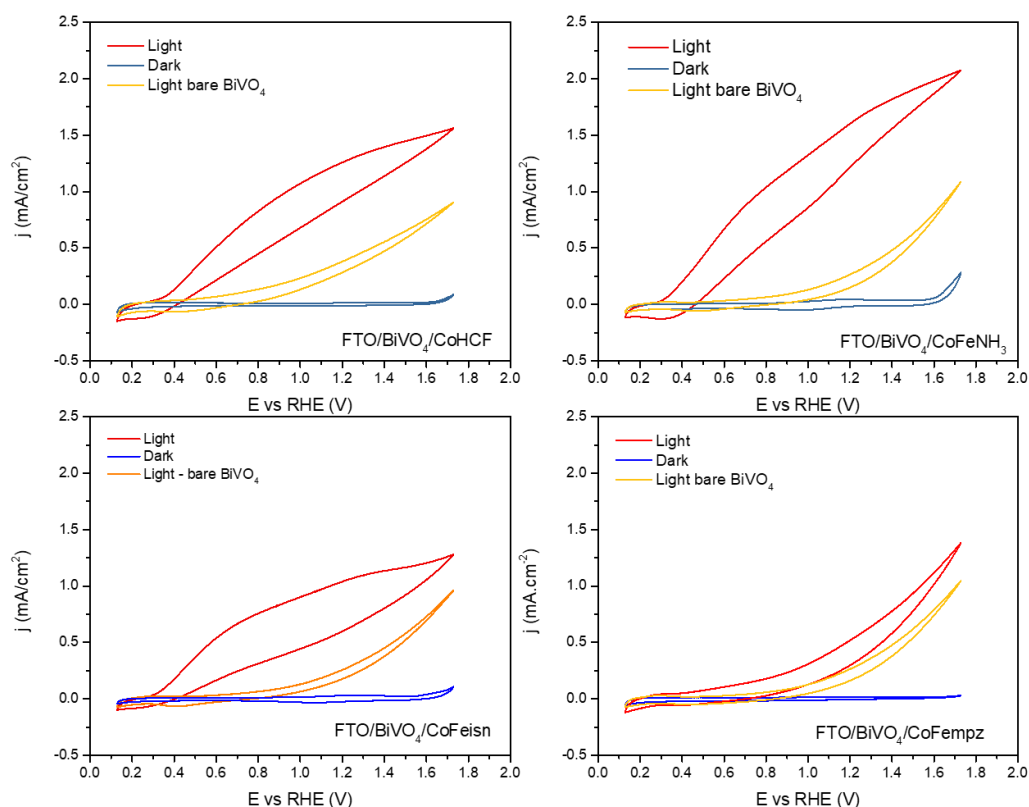 2.5
2.0
1.5
1.0
0.5
0.0
-0.5
j (mA/cm²)
Light
Dark
Light bare BiVO₄
FTO/BiVO₄/CoHCF
0.0 0.2 0.4 0.6 0.8 1.0 1.2 1.4 1.6 1.8 2.0
E vs RHE (V)
2.5
2.0
1.5
1.0
0.5
0.0
-0.5
j (mA/cm²)
Light
Dark
Light bare BiVO₄
FTO/BiVO₄/CoFeNH₃
0.0 0.2 0.4 0.6 0.8 1.0 1.2 1.4 1.6 1.8 2.0
E vs RHE (V)
2.5
2.0
1.5
1.0
0.5
0.0
-0.5
j (mA/cm²)
Light
Dark
Light - bare BiVO₄
FTO/BiVO₄/CoFeisn
0.0 0.2 0.4 0.6 0.8 1.0 1.2 1.4 1.6 1.8 2.0
E vs RHE (V)
2.5
2.0
1.5
1.0
0.5
0.0
-0.5
j (mA.cm⁻²)
Light
Dark
Light bare BiVO₄
FTO/BiVO₄/CoFempz
0.0 0.2 0.4 0.6 0.8 1.0 1.2 1.4 1.6 1.8 2.0
E vs RHE (V)